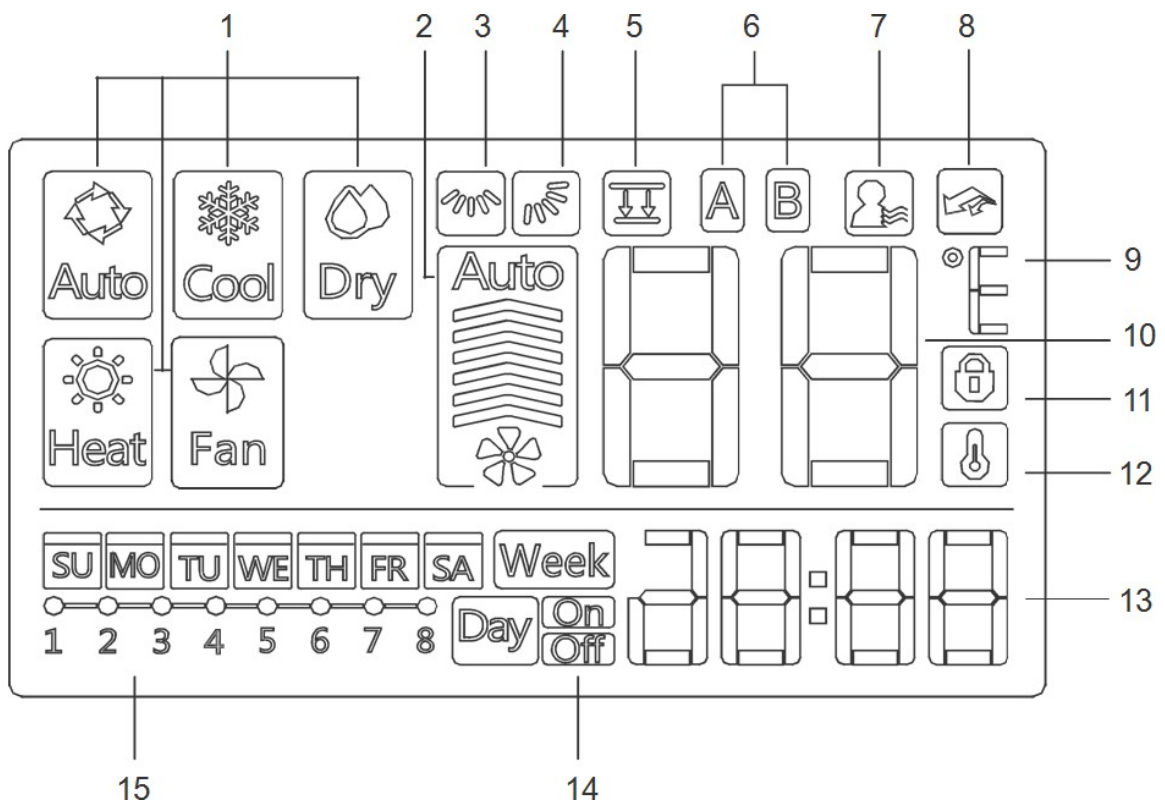 1 2 3 4 5 6 7 8
A B
Auto Cool Dry Auto
9
10
11
Heat Fan
12
SU MO TU WE TH FR SA Week
88:88
13
1 2 3 4 5 6 7 8 Day On
Off
15 14